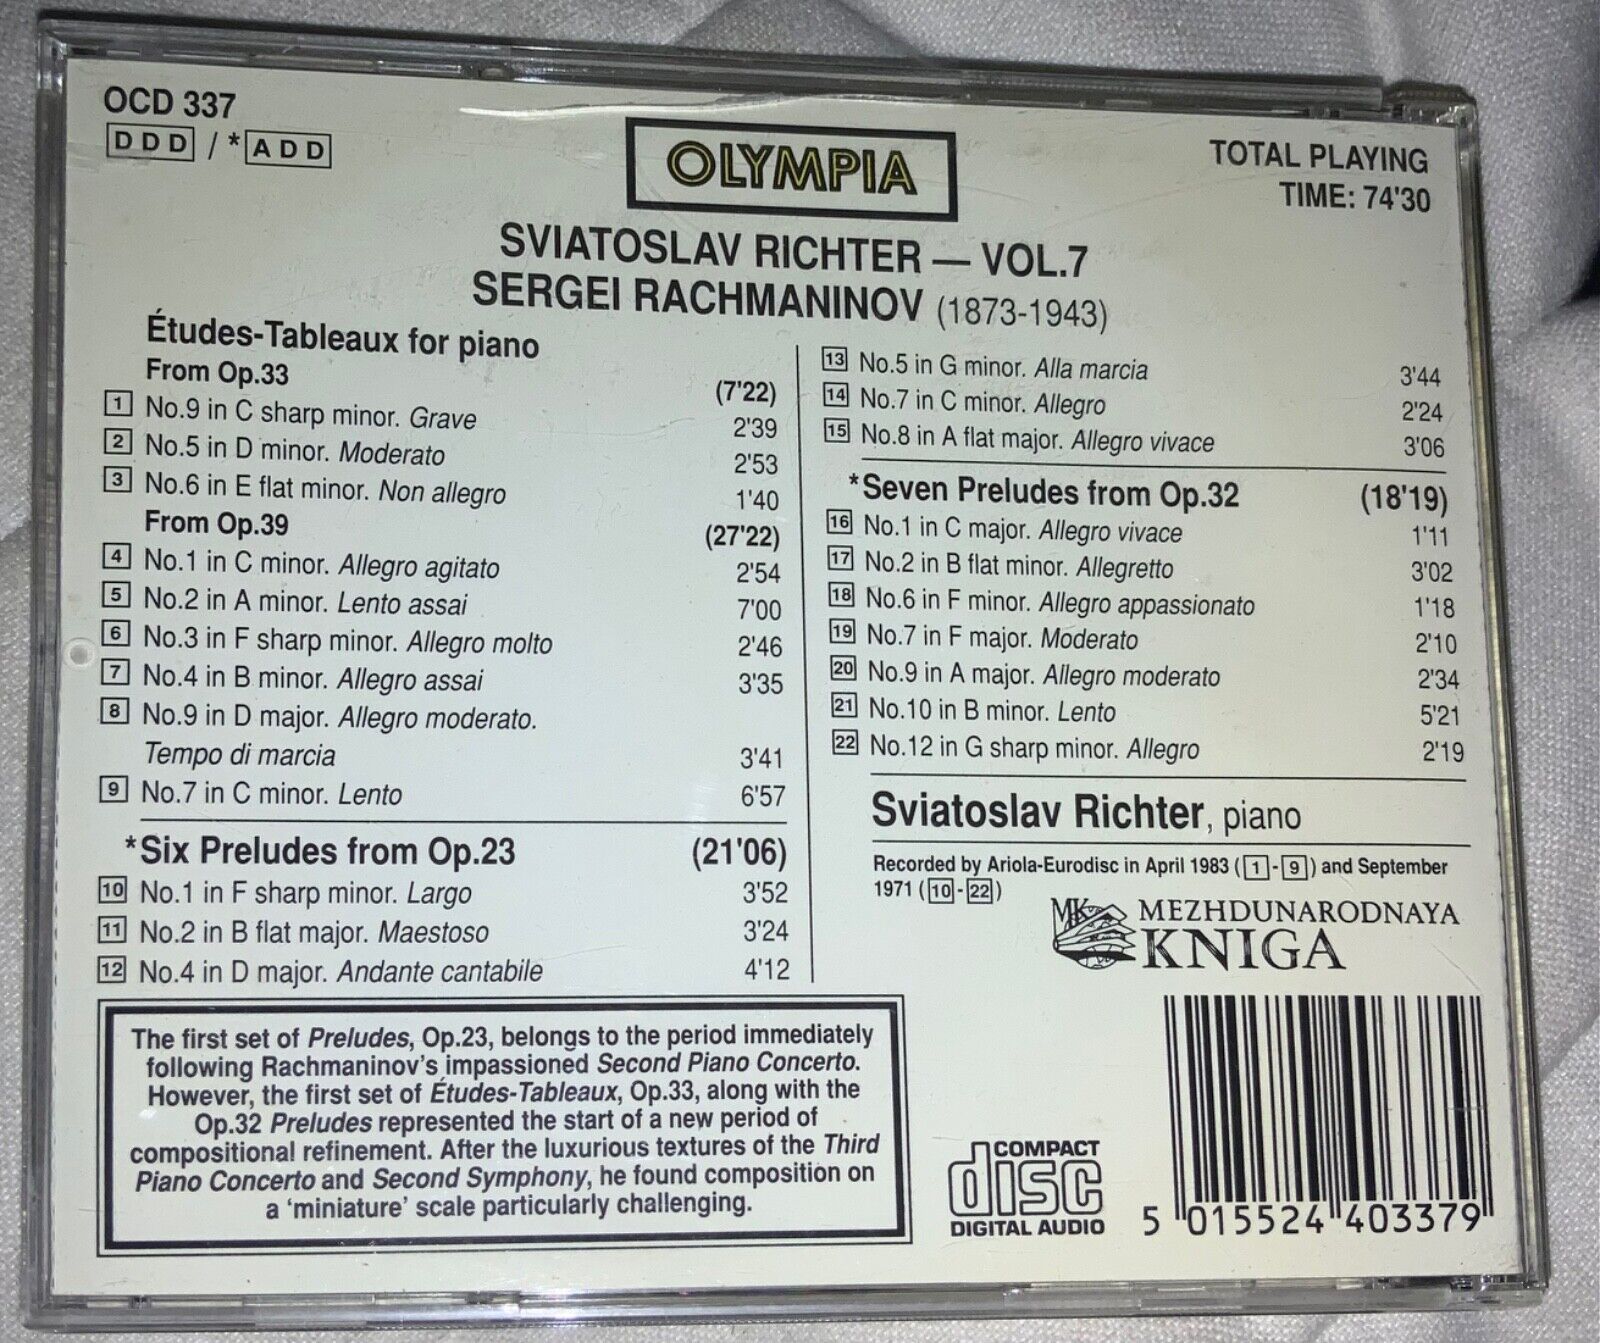 OCD 337
DDD / *ADD
OLYMPIA
TOTAL PLAYING
TIME: 74'30
SVIATOSLAV RICHTER — VOL.7
SERGEI RACHMANINOV (1873-1943)
Études-Tableaux for piano
From Op.33 (7'22)
1 No.9 in C sharp minor. Grave 2'39
2 No.5 in D minor. Moderato 2'53
3 No.6 in E flat minor. Non allegro 1'40
From Op.39 (27'22)
4 No.1 in C minor. Allegro agitato 2'54
5 No.2 in A minor. Lento assai 7'00
6 No.3 in F sharp minor. Allegro molto 2'46
7 No.4 in B minor. Allegro assai 3'35
8 No.9 in D major. Allegro moderato.
Tempo di marcia 3'41
9 No.7 in C minor. Lento 6'57
*Six Preludes from Op.23 (21'06)
10 No.1 in F sharp minor. Largo 3'52
11 No.2 in B flat major. Maestoso 3'24
12 No.4 in D major. Andante cantabile 4'12
13 No.5 in G minor. Alla marcia 3'44
14 No.7 in C minor. Allegro 2'24
15 No.8 in A flat major. Allegro vivace 3'06
*Seven Preludes from Op.32 (18'19)
16 No.1 in C major. Allegro vivace 1'11
17 No.2 in B flat minor. Allegretto 3'02
18 No.6 in F minor. Allegro appassionato 1'18
19 No.7 in F major. Moderato 2'10
20 No.9 in A major. Allegro moderato 2'34
21 No.10 in B minor. Lento 5'21
22 No.12 in G sharp minor. Allegro 2'19
Sviatoslav Richter, piano
Recorded by Ariola-Eurodisc in April 1983 (1-9) and September
1971 (10-22)
MK
MEZHDUNARODNAYA
KNIGA
The first set of Preludes, Op.23, belongs to the period immediately
following Rachmaninov's impassioned Second Piano Concerto.
However, the first set of Études-Tableaux, Op.33, along with the
Op.32 Preludes represented the start of a new period of
compositional refinement. After the luxurious textures of the Third
Piano Concerto and Second Symphony, he found composition on
a 'miniature' scale particularly challenging.
COMPACT
disc
DIGITAL AUDIO
5 015524 403379